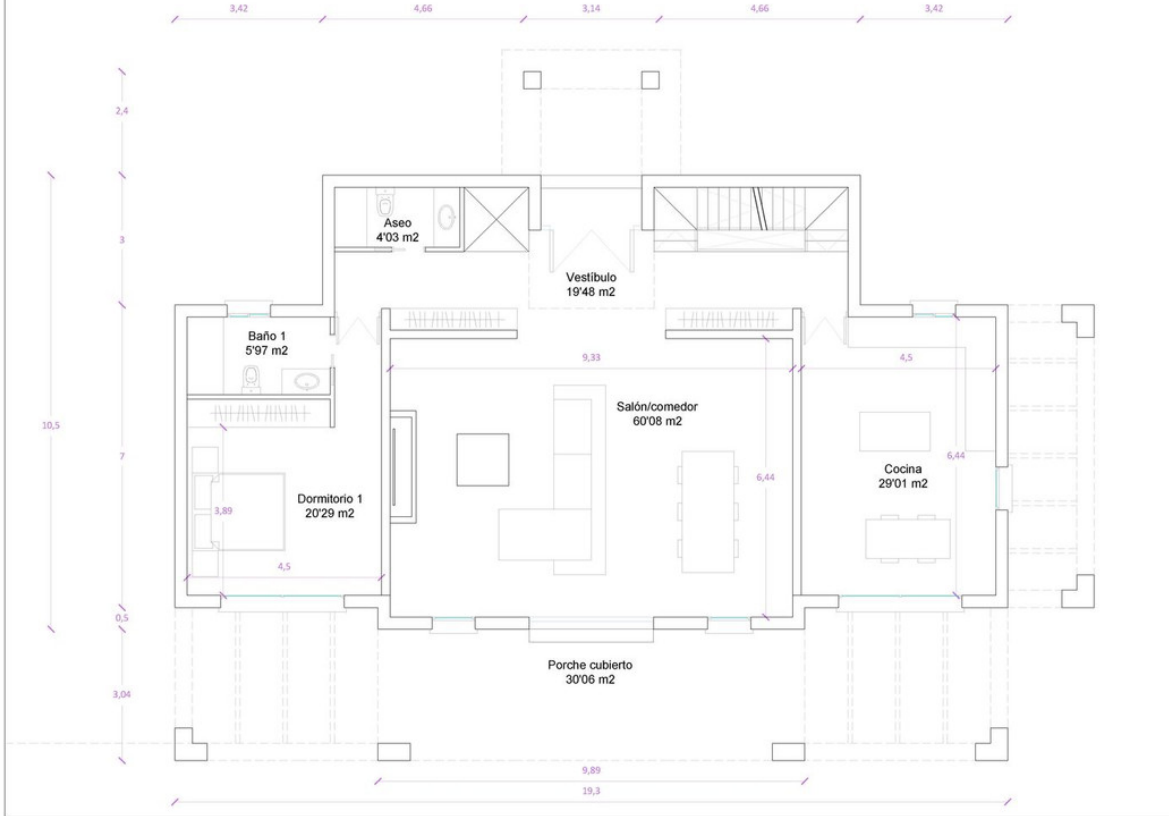 3,42
4,66
3,14
4,66
3,42
2,4
3
10,5
7
0,5
3,04
Aseo
4'03 m2
Vestíbulo
19'48 m2
Baño 1
5'97 m2
9,33
4,5
Salón/comedor
60'08 m2
6,44
6,44
Cocina
29'01 m2
3,89
Dormitorio 1
20'29 m2
4,5
Porche cubierto
30'06 m2
9,89
19,3